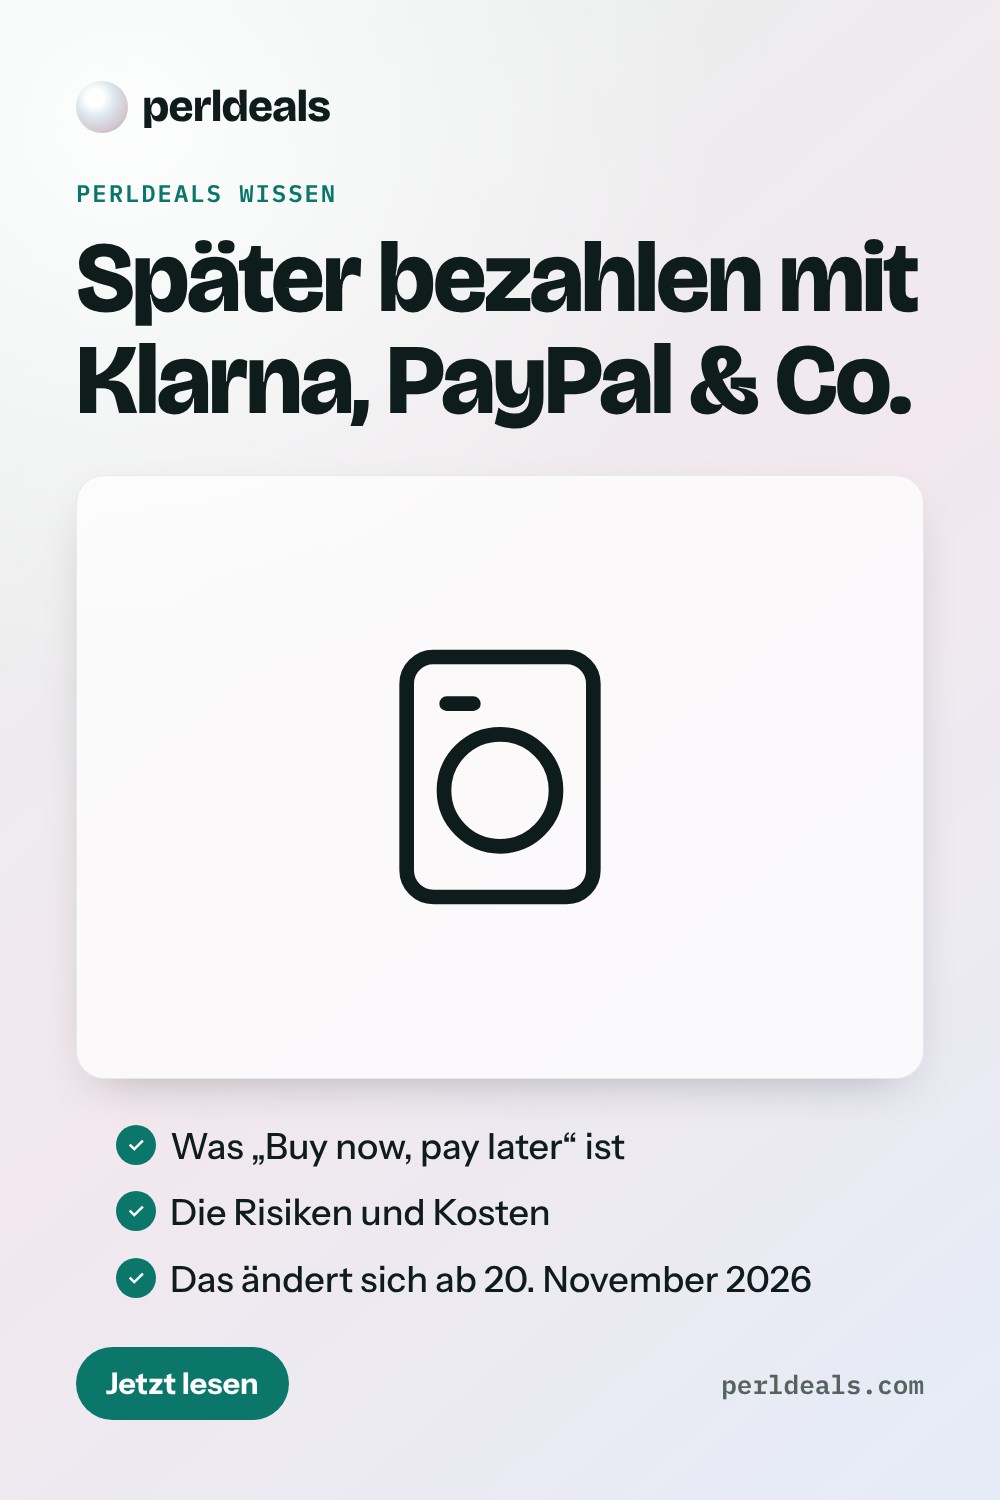 perldeals
PERLDEALS WISSEN
Später bezahlen mit
Klarna, PayPal & Co.
Was „Buy now, pay later“ ist
Die Risiken und Kosten
Das ändert sich ab 20. November 2026
Jetzt lesen
perldeals.com